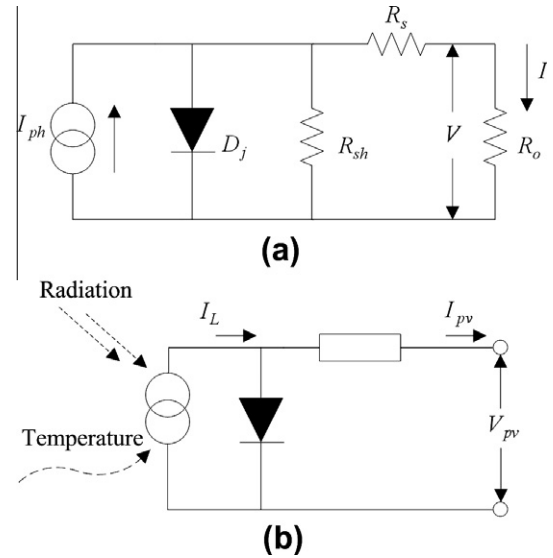 R_s
I
I_ph
D_j
R_sh
V
R_o
(a)
Radiation
I_L
I_pv
Temperature
V_pv
(b)